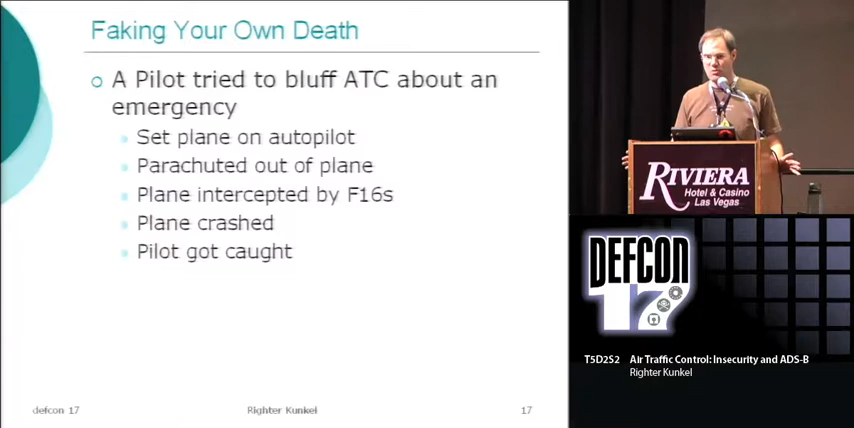 Faking Your Own Death
A Pilot tried to bluff ATC about an
emergency
Set plane on autopilot
Parachuted out of plane
Plane intercepted by F16s
Plane crashed
Pilot got caught
defcon 17
Righter Kunkel
17
RIVIERA
Hotel & Casino
Las Vegas
DEFCON
17
T5D2S2 Air Traffic Control: Insecurity and ADS-B
Righter Kunkel